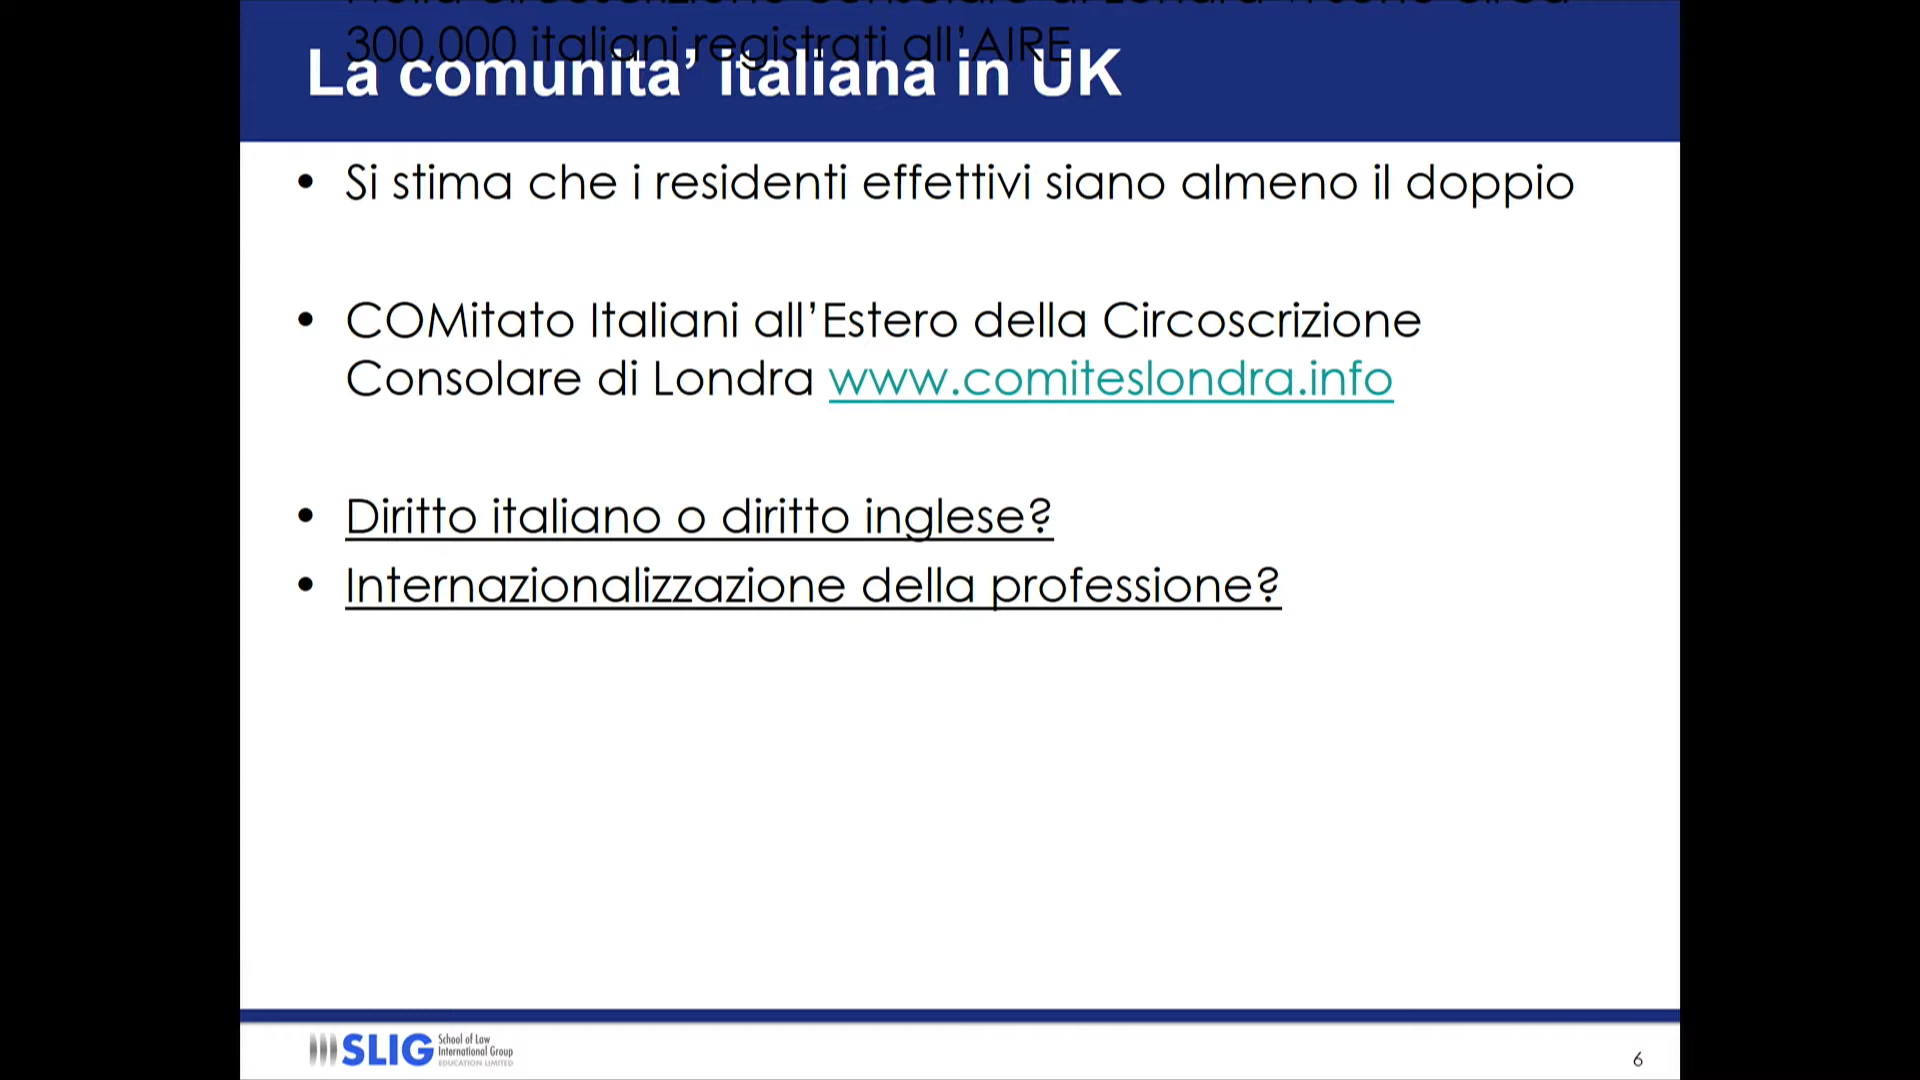 Nella circoscrizione consolare di Londra vi sono circa
300,000 italiani registrati all’AIRE
La comunita’ italiana in UK
• Si stima che i residenti effettivi siano almeno il doppio
• COMitato Italiani all’Estero della Circoscrizione
Consolare di Londra www.comiteslondra.info
• Diritto italiano o diritto inglese?
• Internazionalizzazione della professione?
SLIG
School of Law
International Group
EDUCATION LIMITED
6